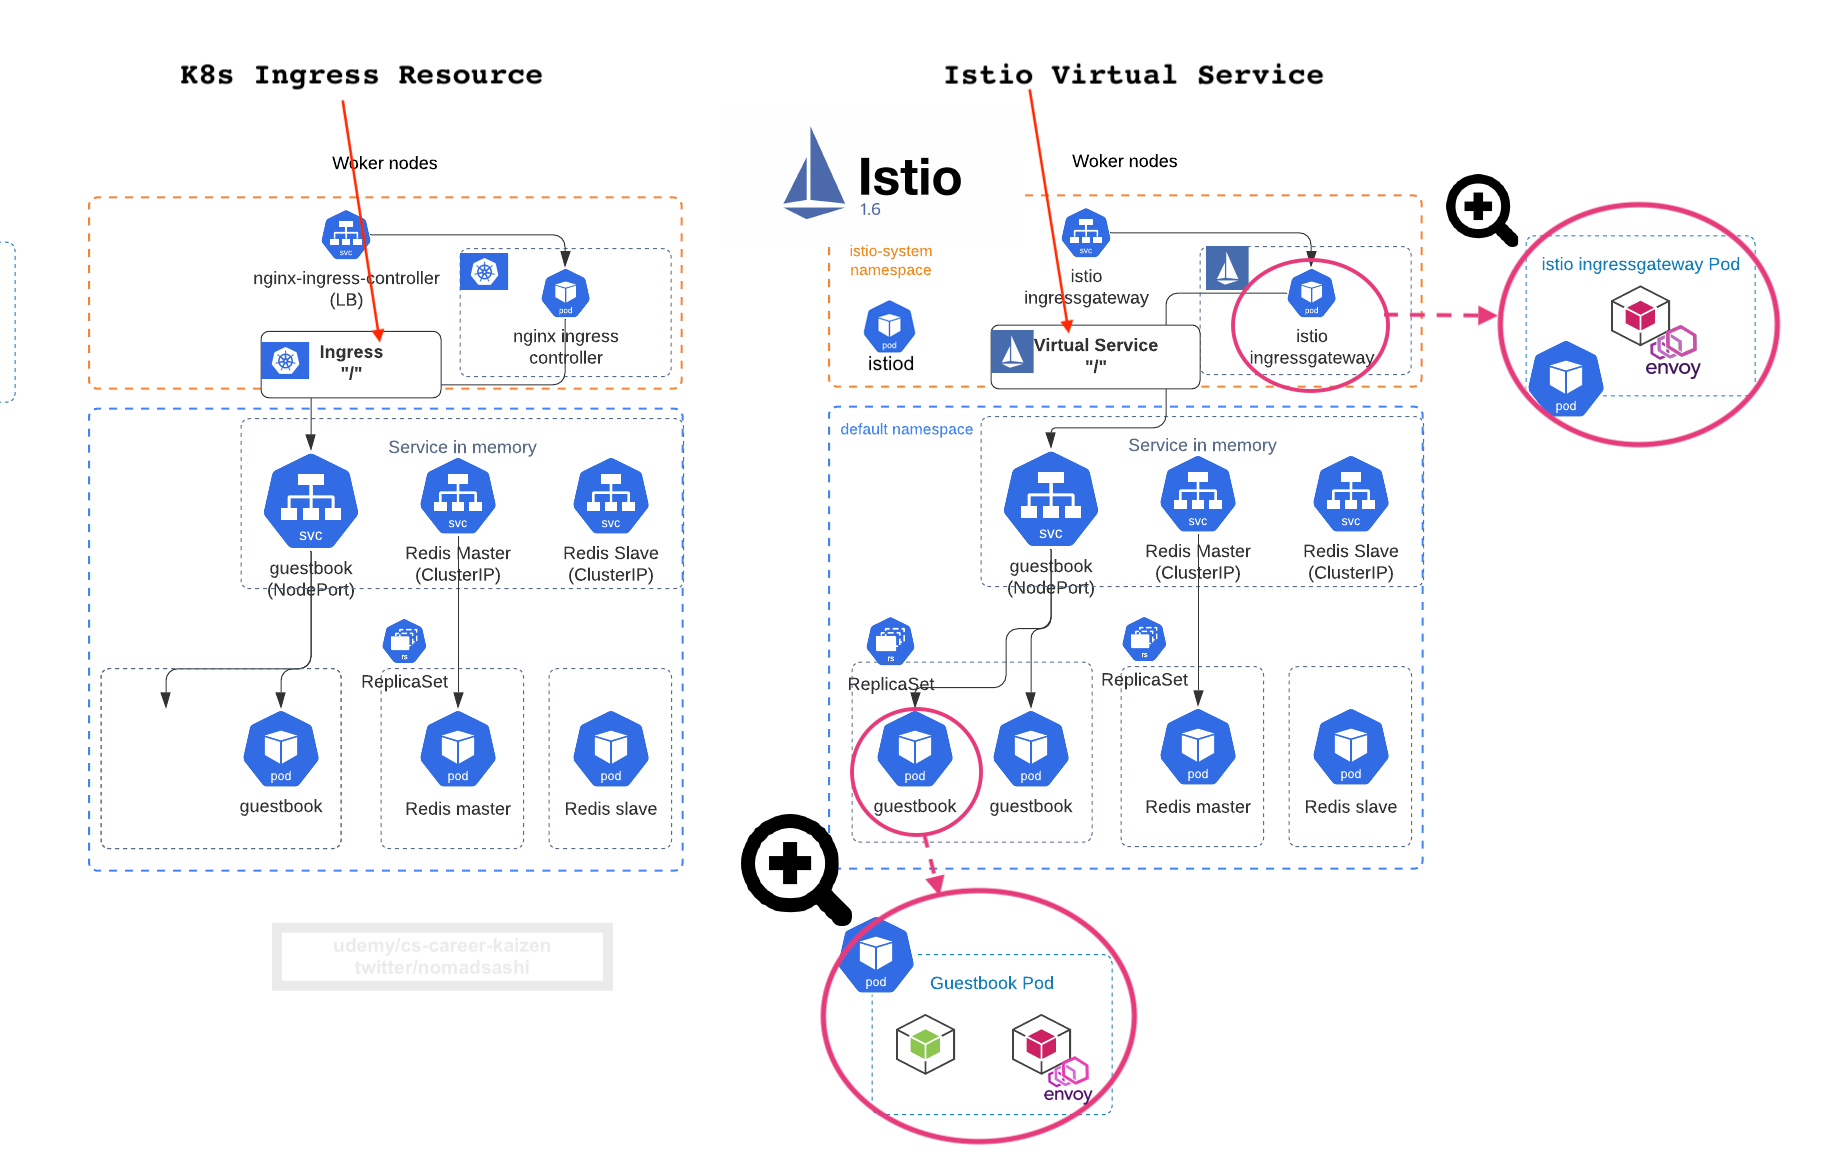 K8s Ingress Resource
Woker nodes
svc
nginx-ingress-controller
(LB)
pod
nginx ingress
controller
Ingress
"/"
Service in memory
svc
guestbook
(NodePort)
svc
Redis Master
(ClusterIP)
svc
Redis Slave
(ClusterIP)
rs
ReplicaSet
pod
guestbook
pod
Redis master
pod
Redis slave
udemy/cs-career-kaizen
twitter/nomadsashi
Istio Virtual Service
Istio
1.6
Woker nodes
istio-system
namespace
svc
istio
ingressgateway
pod
istio
ingressgateway
pod
istiod
Virtual Service
"/"
istio ingressgateway Pod
envoy
pod
default namespace
Service in memory
svc
guestbook
(NodePort)
svc
Redis Master
(ClusterIP)
svc
Redis Slave
(ClusterIP)
rs
ReplicaSet
rs
ReplicaSet
pod
guestbook
pod
guestbook
pod
Redis master
pod
Redis slave
pod
Guestbook Pod
envoy